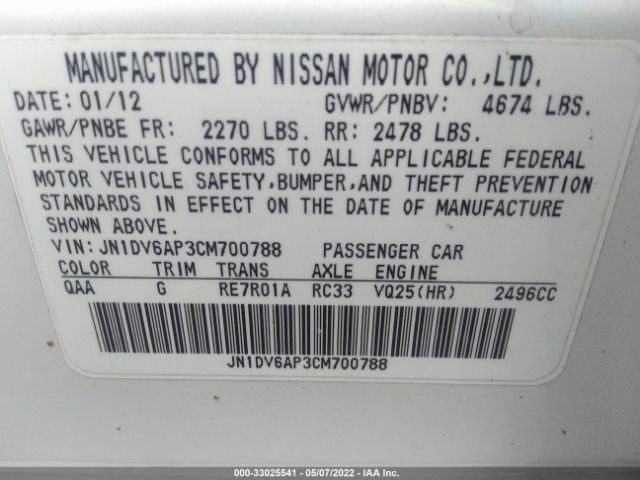 MANUFACTURED BY NISSAN MOTOR CO.,LTD.
DATE: 01/12 GVWR/PNBV: 4674 LBS.
GAWR/PNBE FR: 2270 LBS. RR: 2478 LBS.
THIS VEHICLE CONFORMS TO ALL APPLICABLE FEDERAL
MOTOR VEHICLE SAFETY,BUMPER,AND THEFT PREVENTION
STANDARDS IN EFFECT ON THE DATE OF MANUFACTURE
SHOWN ABOVE.
VIN:JN1DV6AP3CM700788 PASSENGER CAR
COLOR TRIM TRANS AXLE ENGINE
QAA G RE7R01A RC33 VQ25(HR) 2496CC
JN1DV6AP3CM700788
000-33025541 - 05/07/2022 - IAA Inc.